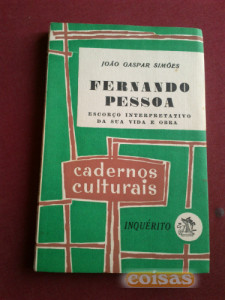 JOÃO GASPAR SIMÕES
FERNANDO
PESSOA
ESCORÇO INTERPRETATIVO
DA SUA VIDA E OBRA
cadernos
culturais
INQUÉRITO
coisas